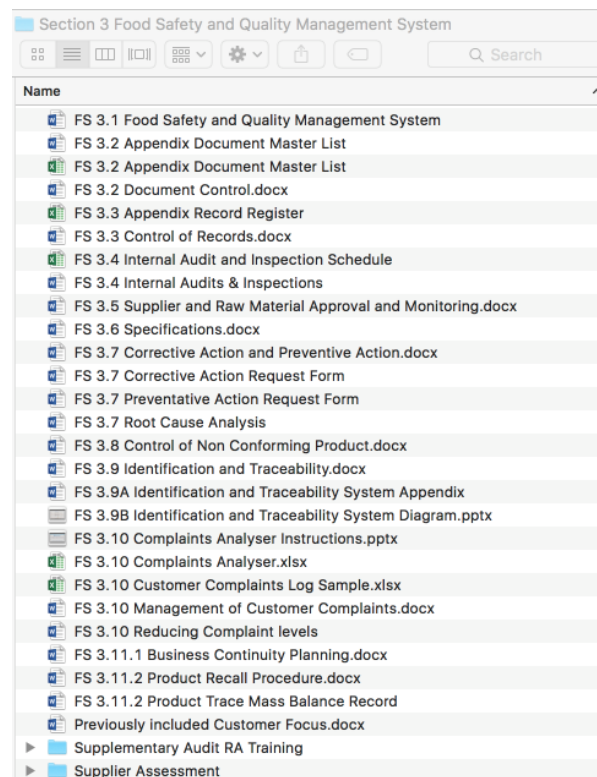 Section 3 Food Safety and Quality Management System
Search
Name
FS 3.1 Food Safety and Quality Management System
FS 3.2 Appendix Document Master List
FS 3.2 Appendix Document Master List
FS 3.2 Document Control.docx
FS 3.3 Appendix Record Register
FS 3.3 Control of Records.docx
FS 3.4 Internal Audit and Inspection Schedule
FS 3.4 Internal Audits & Inspections
FS 3.5 Supplier and Raw Material Approval and Monitoring.docx
FS 3.6 Specifications.docx
FS 3.7 Corrective Action and Preventive Action.docx
FS 3.7 Corrective Action Request Form
FS 3.7 Preventative Action Request Form
FS 3.7 Root Cause Analysis
FS 3.8 Control of Non Conforming Product.docx
FS 3.9 Identification and Traceability.docx
FS 3.9A Identification and Traceability System Appendix
FS 3.9B Identification and Traceability System Diagram.pptx
FS 3.10 Complaints Analyser Instructions.pptx
FS 3.10 Complaints Analyser.xlsx
FS 3.10 Customer Complaints Log Sample.xlsx
FS 3.10 Management of Customer Complaints.docx
FS 3.10 Reducing Complaint levels
FS 3.11.1 Business Continuity Planning.docx
FS 3.11.2 Product Recall Procedure.docx
FS 3.11.2 Product Trace Mass Balance Record
Previously included Customer Focus.docx
Supplementary Audit RA Training
Supplier Assessment